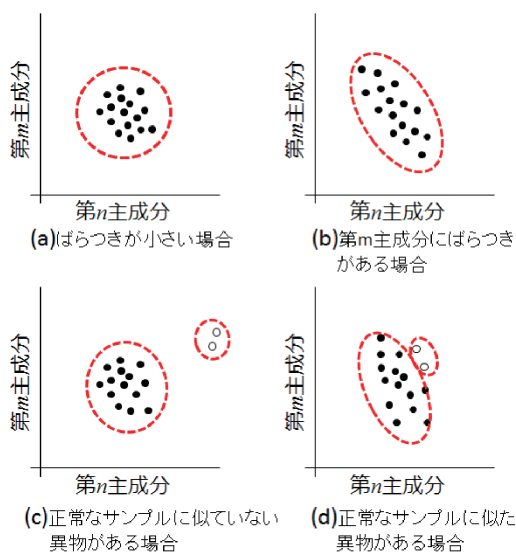 第m主成分
第n主成分
(a)ばらつきが小さい場合
第m主成分
第n主成分
(b)第m主成分にばらつき
がある場合
第m主成分
第n主成分
(c)正常なサンプルに似ていない
異物がある場合
第m主成分
第n主成分
(d)正常なサンプルに似た
異物がある場合